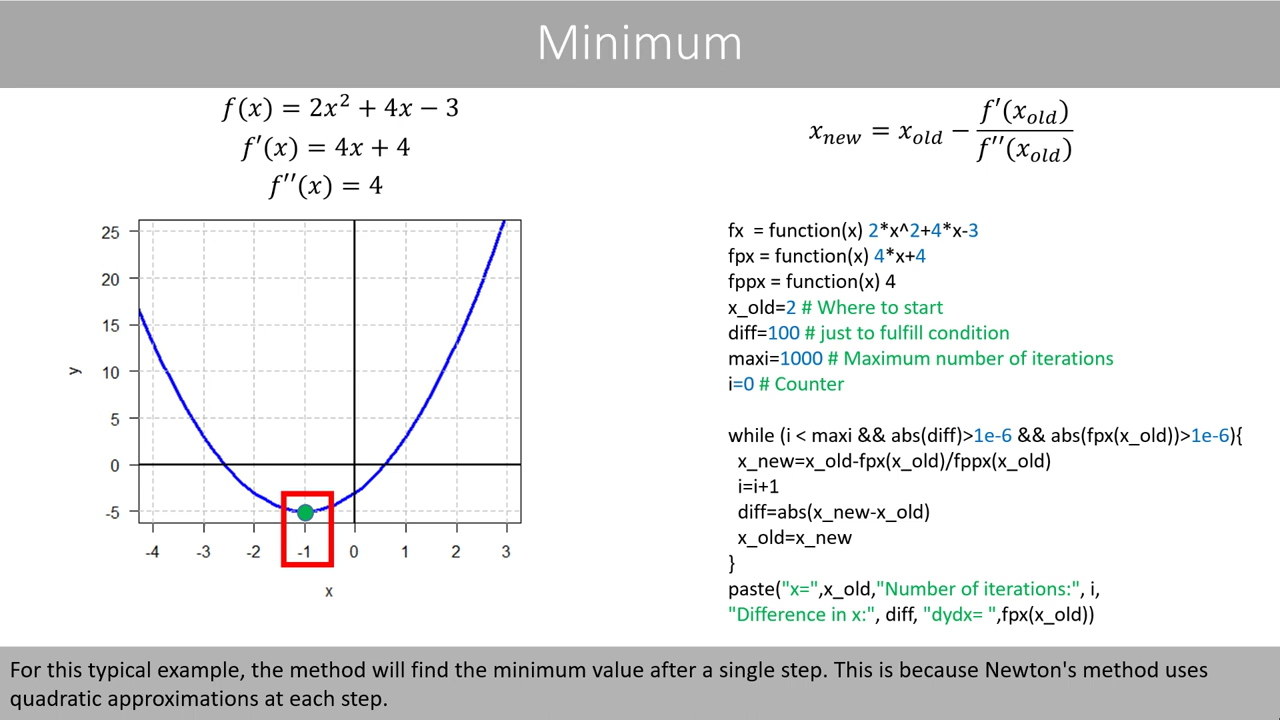 Minimum
f(x) = 2x² + 4x − 3
f′(x) = 4x + 4
f′′(x) = 4
x_new = x_old − f′(x_old) / f′′(x_old)
25
20
15
10
5
0
-5
y
-4 -3 -2 -1 0 1 2 3
x
fx = function(x) 2*x^2+4*x-3
fpx = function(x) 4*x+4
fppx = function(x) 4
x_old=2 # Where to start
diff=100 # just to fulfill condition
maxi=1000 # Maximum number of iterations
i=0 # Counter
while (i < maxi && abs(diff)>1e-6 && abs(fpx(x_old))>1e-6){
x_new=x_old-fpx(x_old)/fppx(x_old)
i=i+1
diff=abs(x_new-x_old)
x_old=x_new
}
paste("x=",x_old,"Number of iterations:", i,
"Difference in x:", diff, "dydx= ",fpx(x_old))
For this typical example, the method will find the minimum value after a single step. This is because Newton's method uses
quadratic approximations at each step.